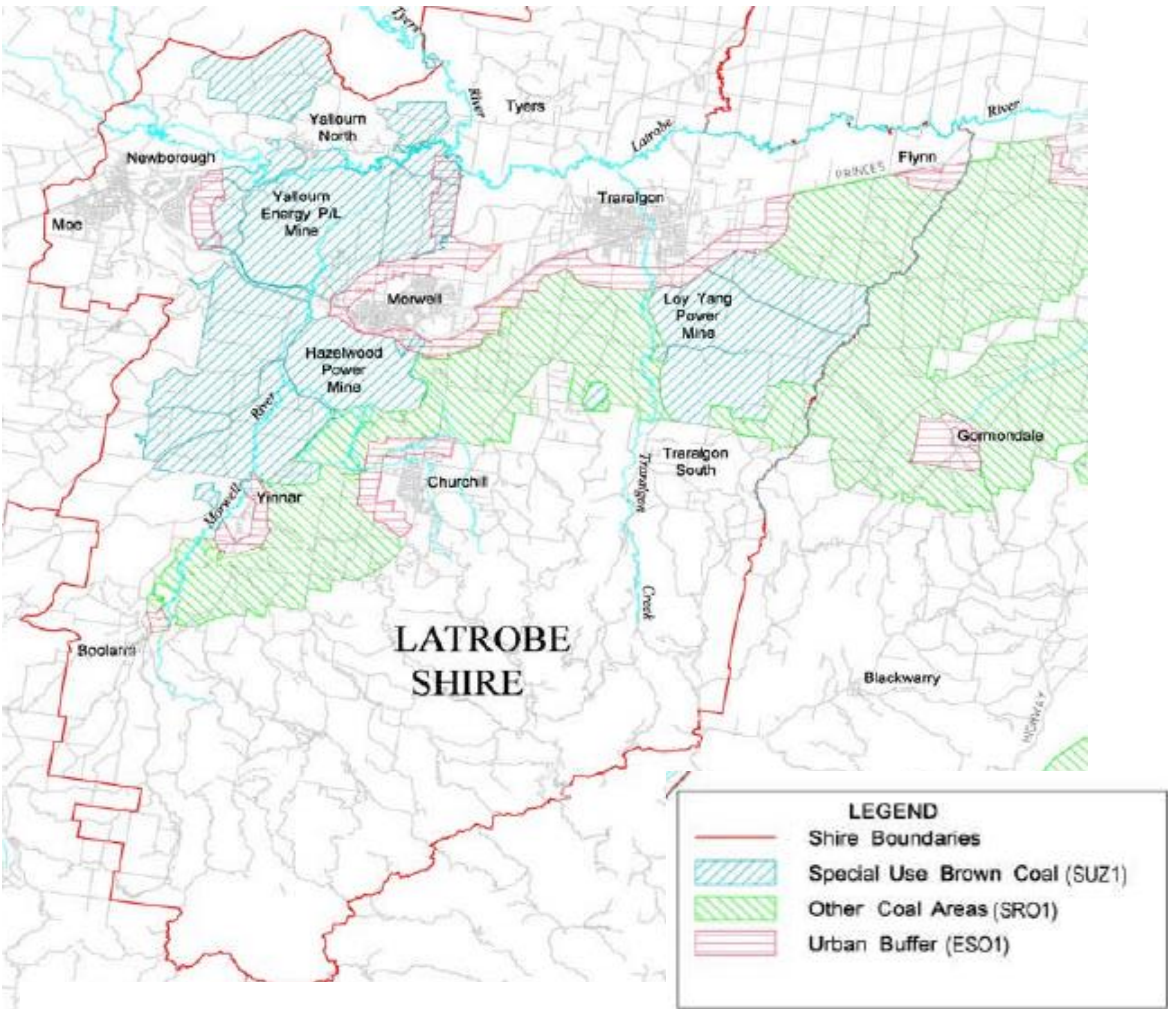 Tyers
River
Tyers
Yallourn
North
Latrobe
River
Newborough
Flynn
PRINCES
Yallourn
Energy P/L
Mine
Traralgon
Moe
Morwell
Loy Yang
Power
Mine
Hazelwood
Power
Mine
River
Gormandale
Traralgon
South
Traralgon
Churchill
Yinnar
Morwell
Creek
LATROBE
SHIRE
Boolarra
Blackwarry
LEGEND
Shire Boundaries
Special Use Brown Coal (SUZ1)
Other Coal Areas (SRO1)
Urban Buffer (ESO1)